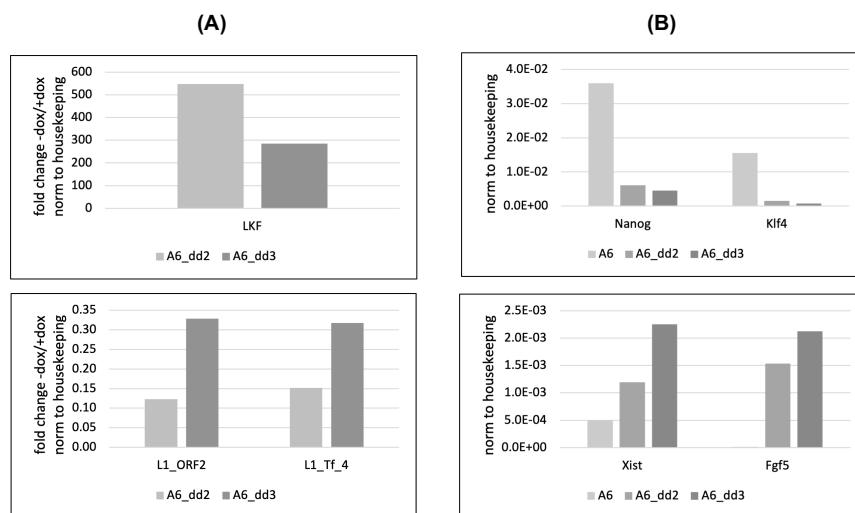 (A)
(B)
fold change -dox/+dox
norm to housekeeping
600
500
400
300
200
100
0
LKF
A6_dd2 A6_dd3
norm to housekeeping
4.0E-02
3.0E-02
2.0E-02
1.0E-02
0.0E+00
Nanog Klf4
A6 A6_dd2 A6_dd3
fold change -dox/+dox
norm to housekeeping
0.35
0.30
0.25
0.20
0.15
0.10
0.05
0.00
L1_ORF2 L1_Tf_4
A6_dd2 A6_dd3
norm to housekeeping
2.5E-03
2.0E-03
1.5E-03
1.0E-03
5.0E-04
0.0E+00
Xist Fgf5
A6 A6_dd2 A6_dd3